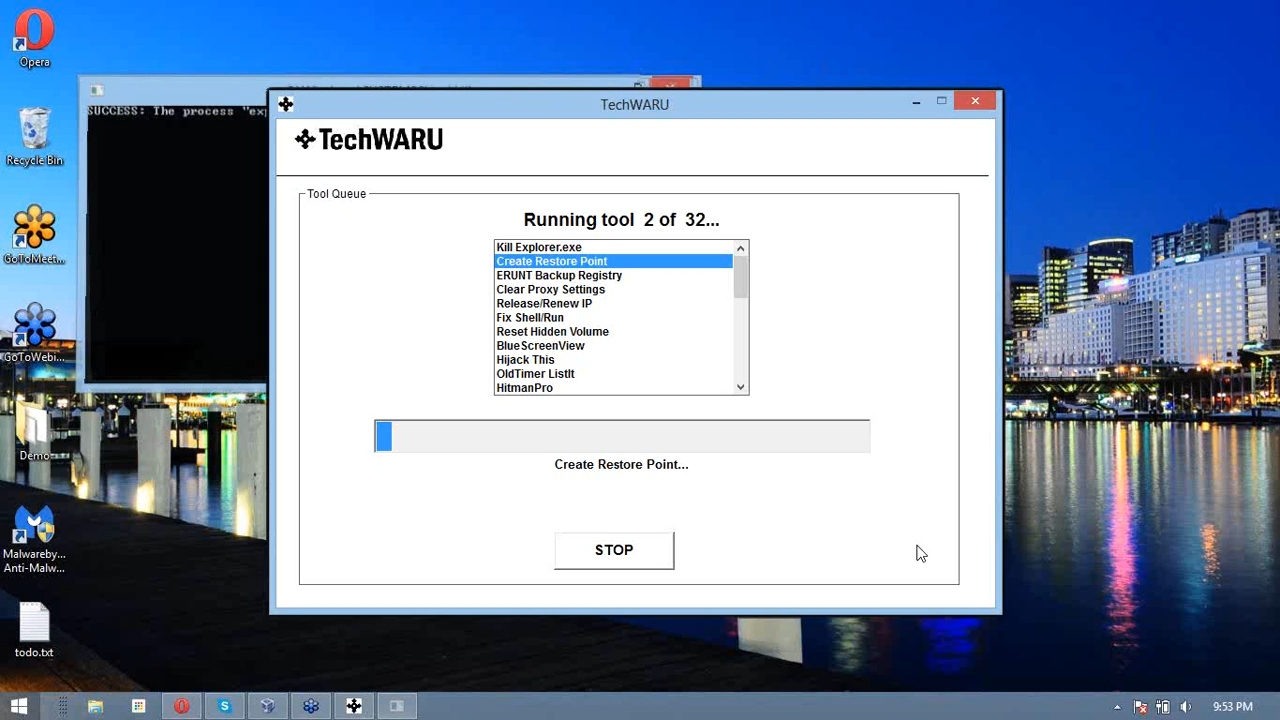 Opera
Recycle Bin
GoToMeet...
GoToWebi...
Demo
Malwareby...
Anti-Malw...
todo.txt
SUCCESS: The process "exp
TechWARU
TechWARU
Tool Queue
Running tool 2 of 32...
Kill Explorer.exe
Create Restore Point
ERUNT Backup Registry
Clear Proxy Settings
Release/Renew IP
Fix Shell/Run
Reset Hidden Volume
BlueScreenView
Hijack This
OldTimer ListIt
HitmanPro
Create Restore Point...
STOP
9:53 PM